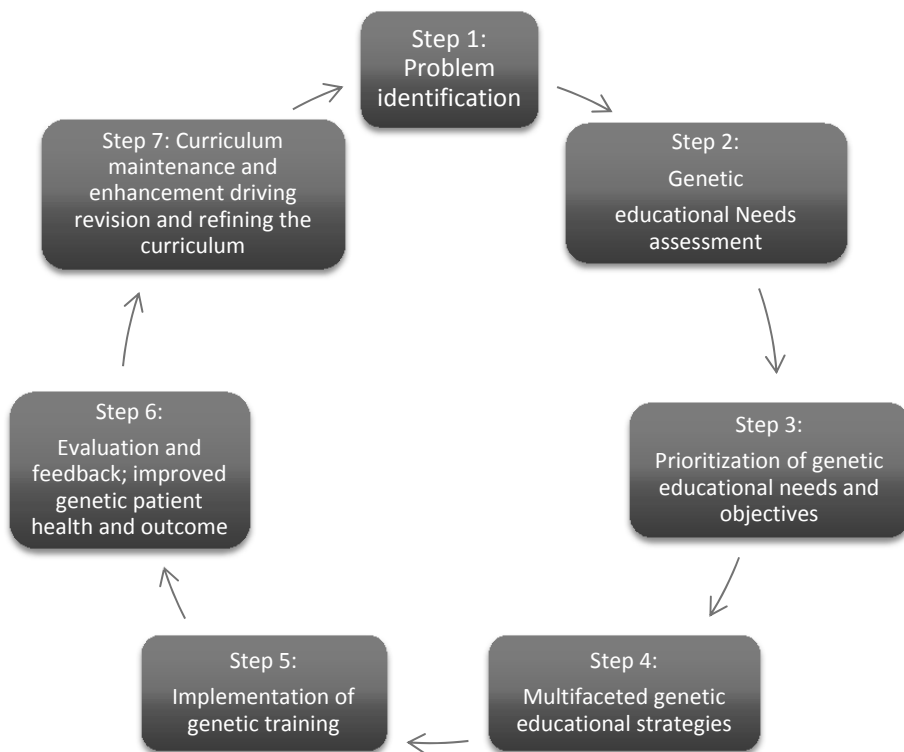 Step 1:
Problem
identification
Step 2:
Genetic
educational Needs
assessment
Step 3:
Prioritization of genetic
educational needs and
objectives
Step 4:
Multifaceted genetic
educational strategies
Step 5:
Implementation of
genetic training
Step 6:
Evaluation and
feedback; improved
genetic patient
health and outcome
Step 7: Curriculum
maintenance and
enhancement driving
revision and refining the
curriculum